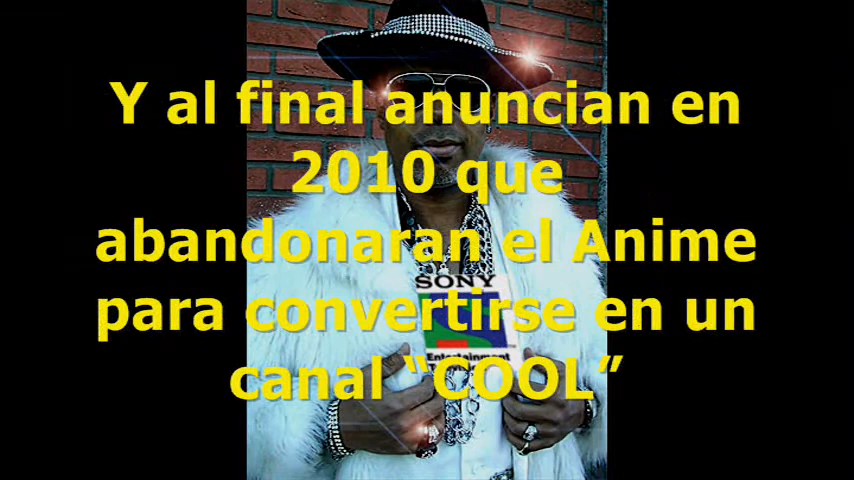 Y al final anuncian en
2010 que
abandonaran el Anime
para convertirse en un
canal “COOL”
SONY
Entertainment